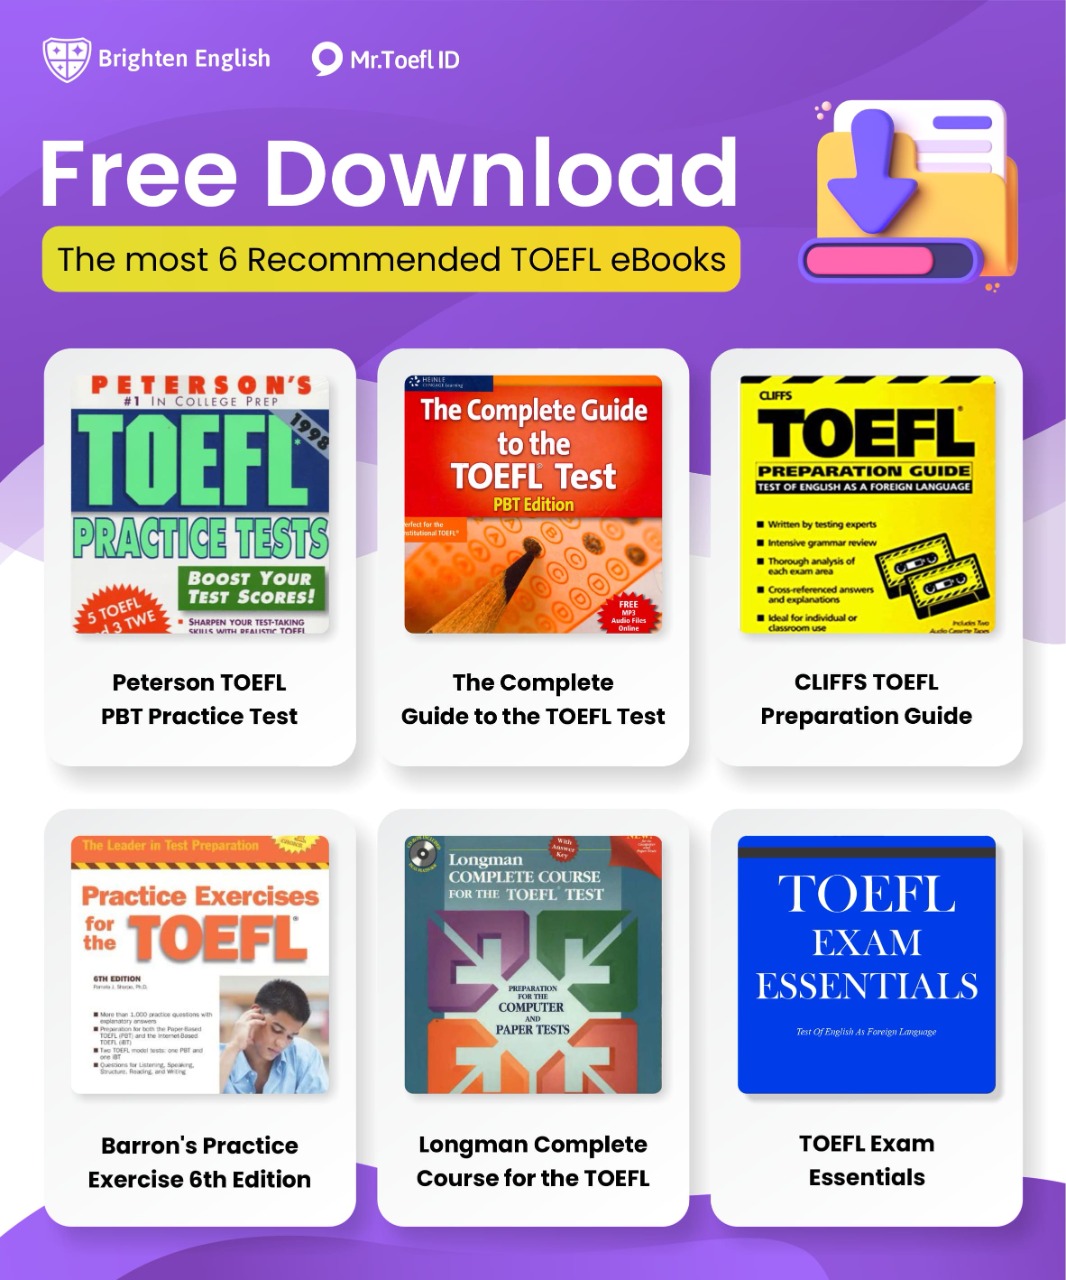 Brighten English
Mr.Toefl ID
Free Download
The most 6 Recommended TOEFL eBooks
PETERSON'S
#1 IN COLLEGE PREP
1998
TOEFL
PRACTICE TESTS
BOOST YOUR
TEST SCORES!
5 TOEFL
3 TWE
SHARPEN YOUR TEST-TAKING
SKILLS WITH REALISTIC TOEFL
Peterson TOEFL
PBT Practice Test
HEINLE
CENGAGE Learning
The Complete Guide
to the
TOEFL® Test
PBT Edition
erfect for the
stitutional TOEFL®
FREE
MP3
Audio Files
Online
The Complete
Guide to the TOEFL Test
CLIFFS
TOEFL®
PREPARATION GUIDE
TEST OF ENGLISH AS A FOREIGN LANGUAGE
Written by testing experts
Intensive grammar review
Thorough analysis of
each exam area
Cross-referenced answers
and explanations
Ideal for individual or
classroom use
Includes Two
Audio Cassette Tapes
CLIFFS TOEFL
Preparation Guide
The Leader in Test Preparation
Practice Exercises
for
the
TOEFL®
6TH EDITION
Pamela J. Sharpe, Ph.D.
More than 1,000 practice questions with
explanatory answers
Preparation for both the Paper-Based
TOEFL (PBT) and the Internet-Based
TOEFL (iBT)
Two TOEFL model tests: one PBT and
one iBT
Questions for Listening, Speaking,
Structure, Reading, and Writing
Barron's Practice
Exercise 6th Edition
With
Answer
Key
NEW!
Longman
COMPLETE COURSE
FOR THE TOEFL® TEST
PREPARATION
FOR THE
COMPUTER
AND
PAPER TESTS
Longman Complete
Course for the TOEFL
TOEFL
EXAM
ESSENTIALS
Test Of English As Foreign Language
TOEFL Exam
Essentials